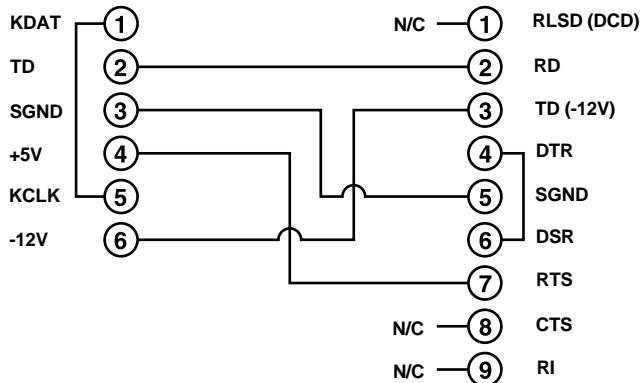 KDAT 1 N/C 1 RLSD (DCD)
TD 2 2 RD
SGND 3 3 TD (-12V)
+5V 4 4 DTR
KCLK 5 5 SGND
-12V 6 6 DSR
7 RTS
N/C 8 CTS
N/C 9 RI